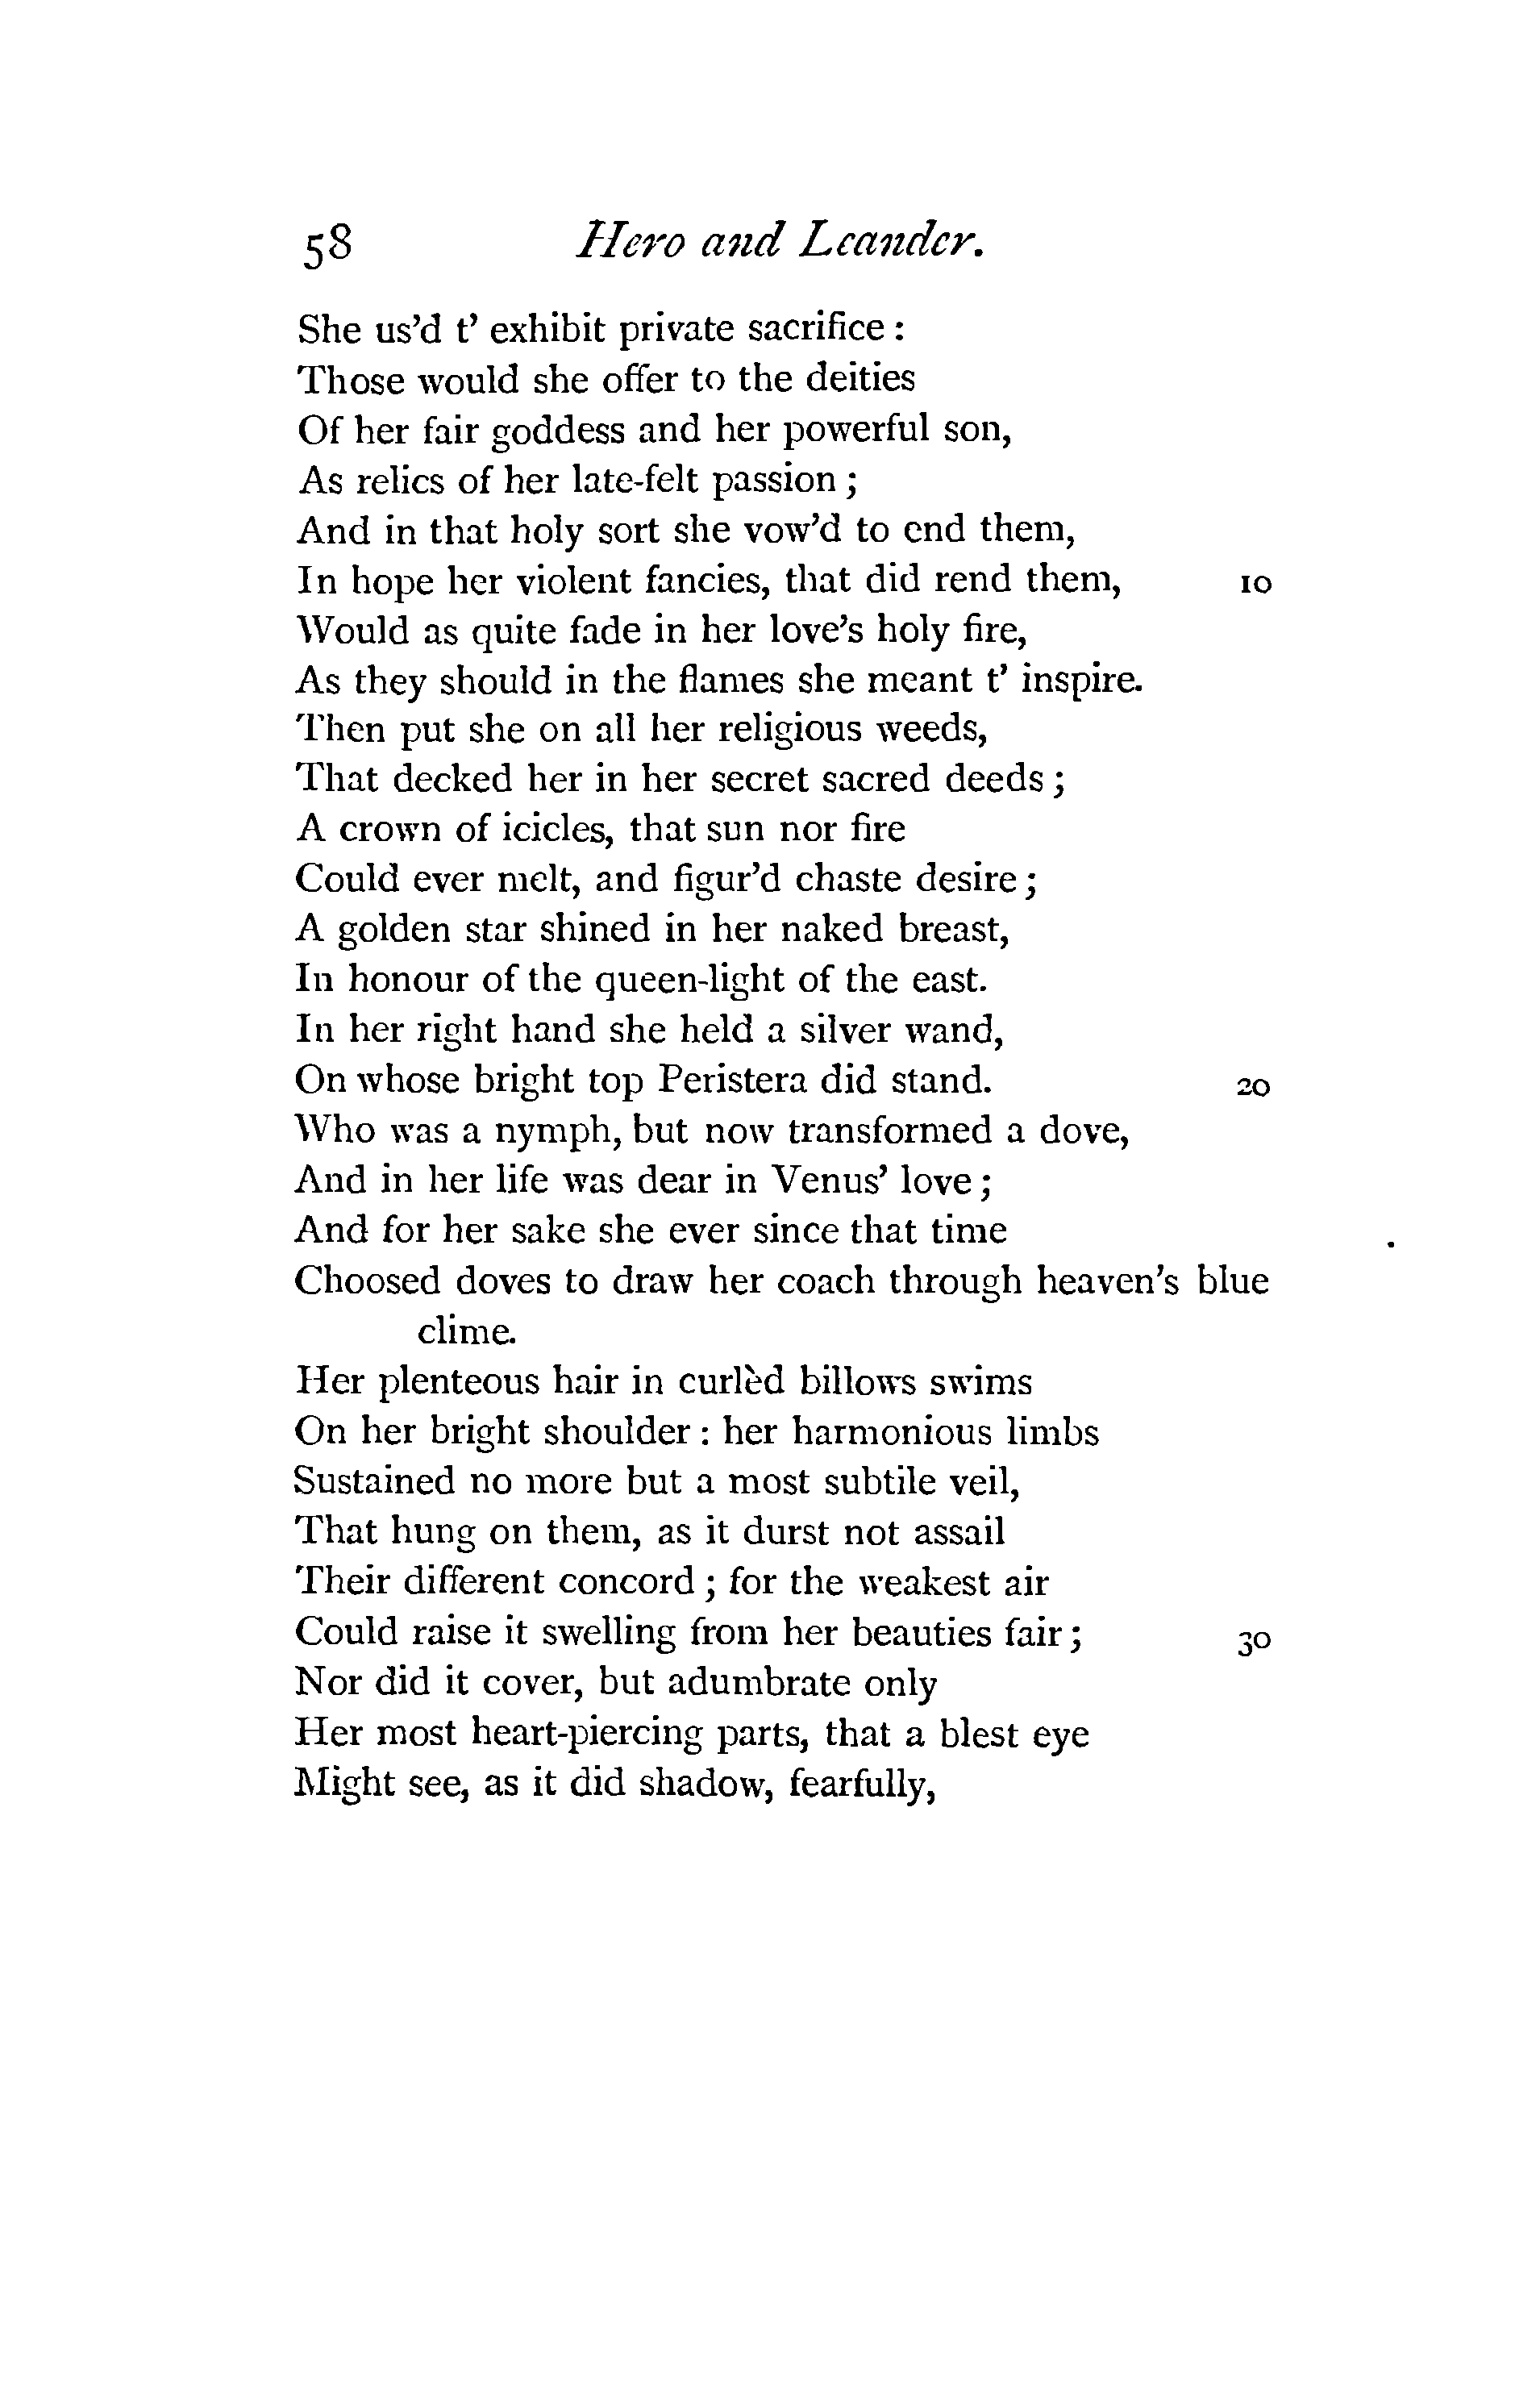 58 Hero and Leander.
She us'd t' exhibit private sacrifice :
Those would she offer to the deities
Of her fair goddess and her powerful son,
As relics of her late-felt passion ;
And in that holy sort she vow'd to end them,
In hope her violent fancies, that did rend them, 10
Would as quite fade in her love's holy fire,
As they should in the flames she meant t' inspire.
Then put she on all her religious weeds,
That decked her in her secret sacred deeds ;
A crown of icicles, that sun nor fire
Could ever melt, and figur'd chaste desire ;
A golden star shined in her naked breast,
In honour of the queen-light of the east.
In her right hand she held a silver wand,
On whose bright top Peristera did stand. 20
Who was a nymph, but now transformed a dove,
And in her life was dear in Venus' love ;
And for her sake she ever since that time
Choosed doves to draw her coach through heaven's blue
clime.
Her plenteous hair in curlèd billows swims
On her bright shoulder : her harmonious limbs
Sustained no more but a most subtile veil,
That hung on them, as it durst not assail
Their different concord ; for the weakest air
Could raise it swelling from her beauties fair ; 30
Nor did it cover, but adumbrate only
Her most heart-piercing parts, that a blest eye
Might see, as it did shadow, fearfully,